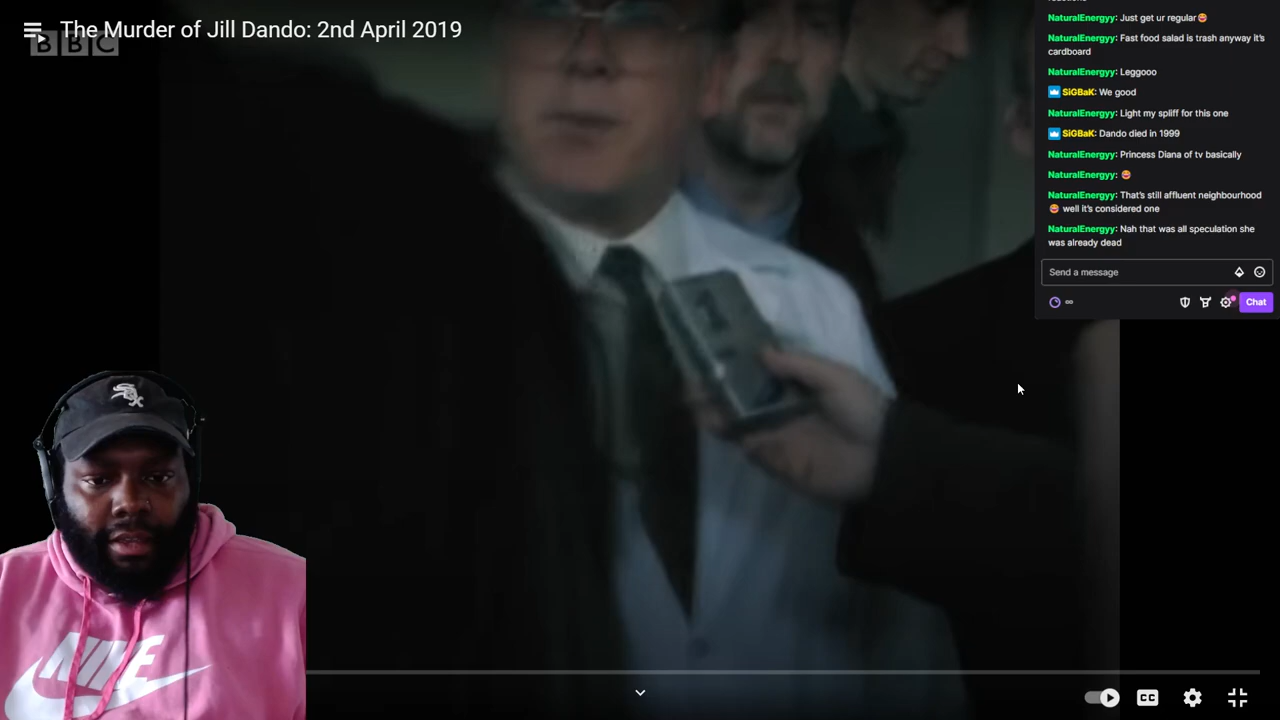 The Murder of Jill Dando: 2nd April 2019
BBC
NaturalEnergyy: Just get ur regular😂
NaturalEnergyy: Fast food salad is trash anyway it's
cardboard
NaturalEnergyy: Leggooo
SiGBaK: We good
NaturalEnergyy: Light my spliff for this one
SiGBaK: Dando died in 1999
NaturalEnergyy: Princess Diana of tv basically
NaturalEnergyy: 😂
NaturalEnergyy: That's still affluent neighbourhood
😂 well it's considered one
NaturalEnergyy: Nah that was all speculation she
was already dead
Send a message
Chat
Sox
NIKE
CC